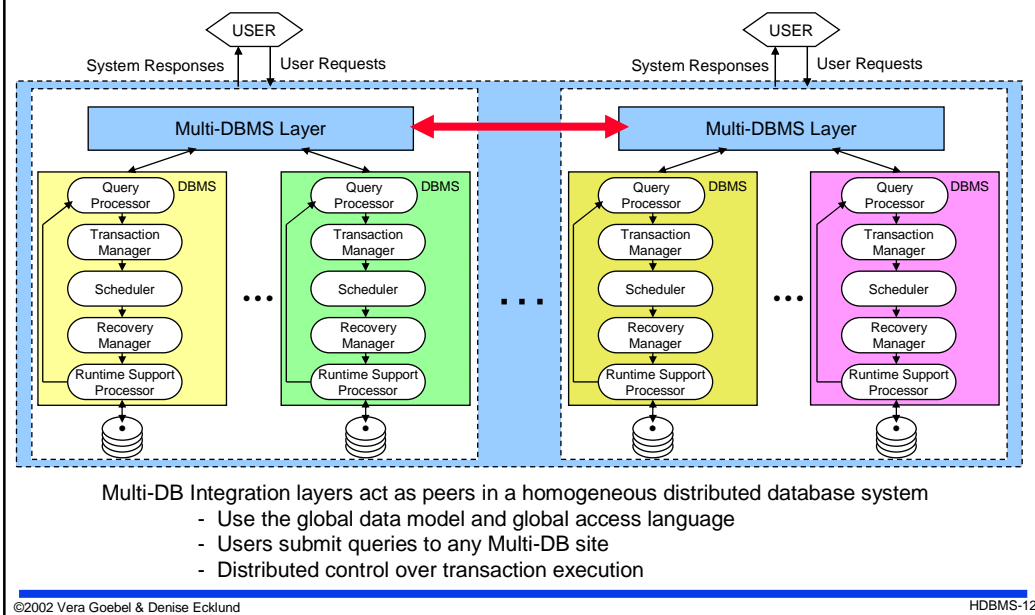 USER
USER
System Responses
User Requests
System Responses
User Requests
Multi-DBMS Layer
Multi-DBMS Layer
DBMS
Query
Processor
Transaction
Manager
Scheduler
Recovery
Manager
Runtime Support
Processor
DBMS
Query
Processor
Transaction
Manager
Scheduler
Recovery
Manager
Runtime Support
Processor
DBMS
Query
Processor
Transaction
Manager
Scheduler
Recovery
Manager
Runtime Support
Processor
DBMS
Query
Processor
Transaction
Manager
Scheduler
Recovery
Manager
Runtime Support
Processor
Multi-DB Integration layers act as peers in a homogeneous distributed database system
- Use the global data model and global access language
- Users submit queries to any Multi-DB site
- Distributed control over transaction execution
©2002 Vera Goebel & Denise Ecklund
HDBMS-12